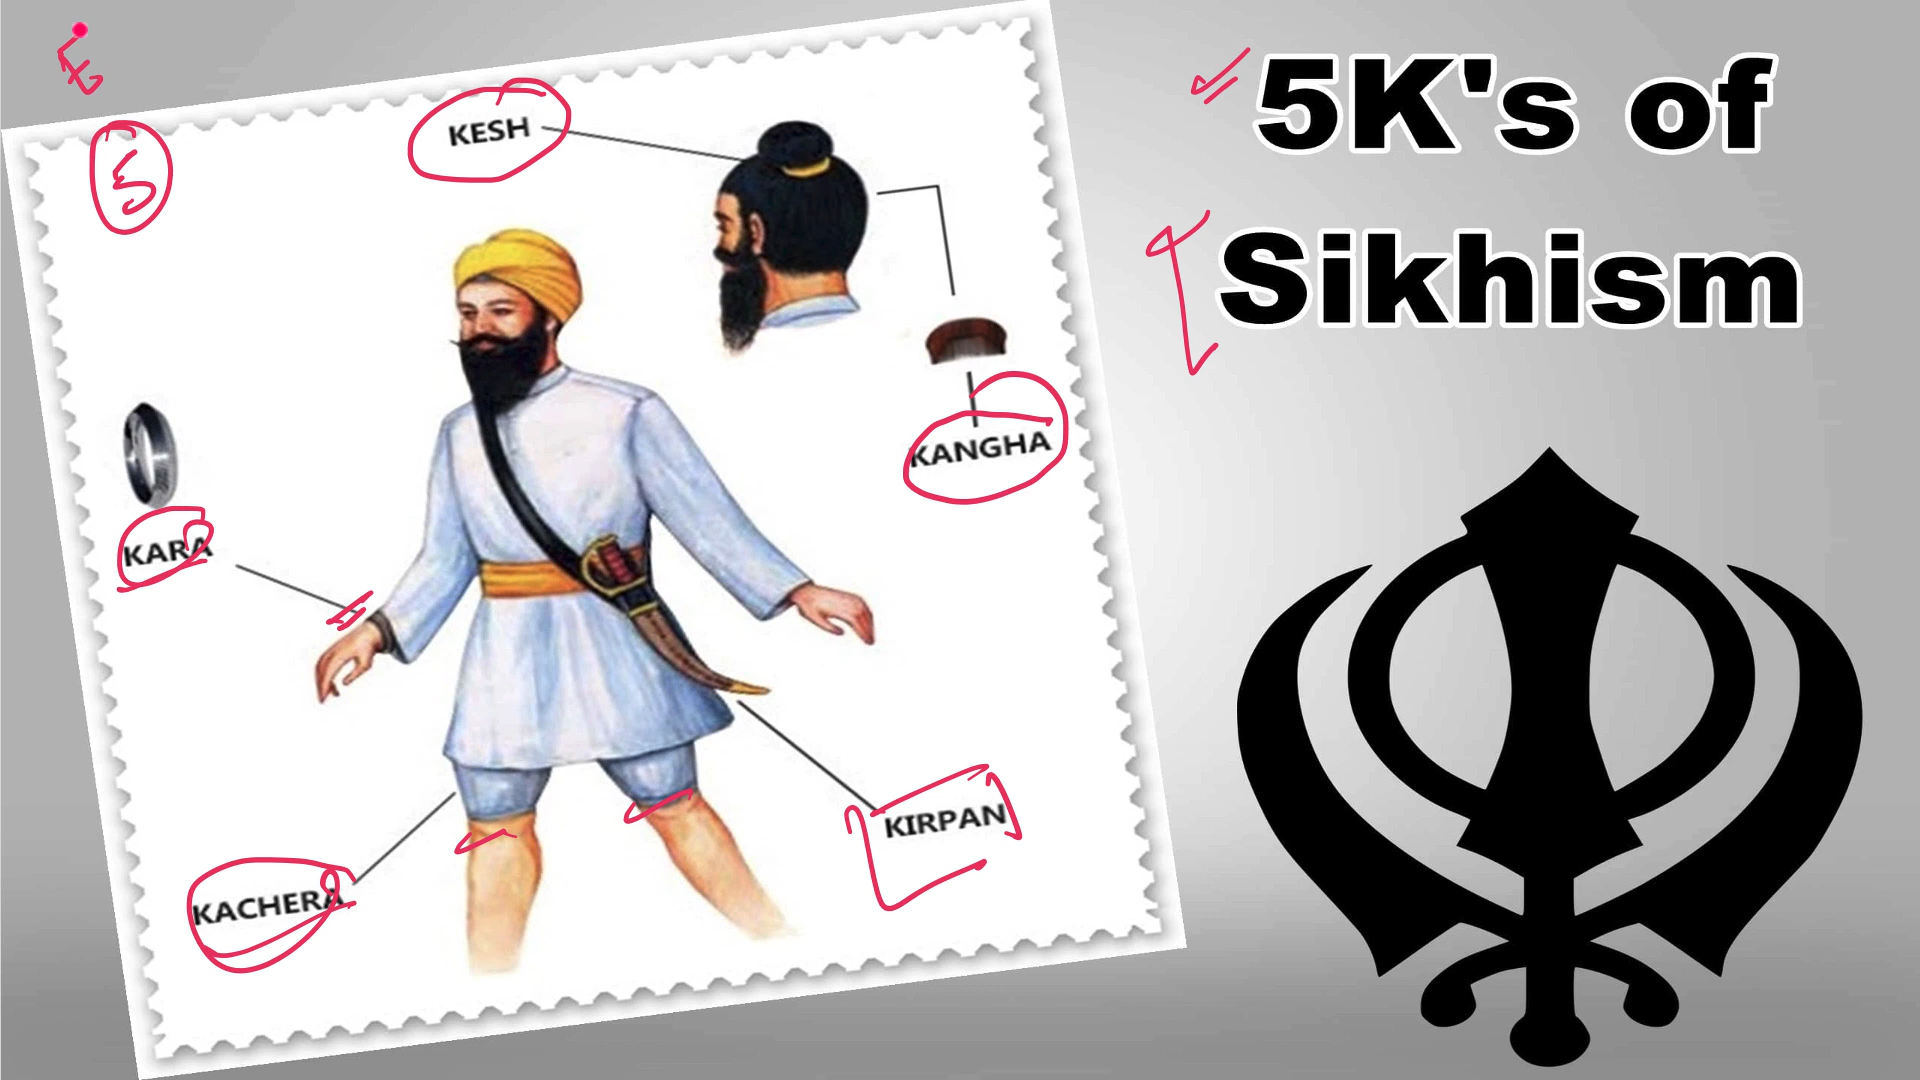 5K's of
Sikhism
5
KESH
KANGHA
KARA
KIRPAN
KACHERA